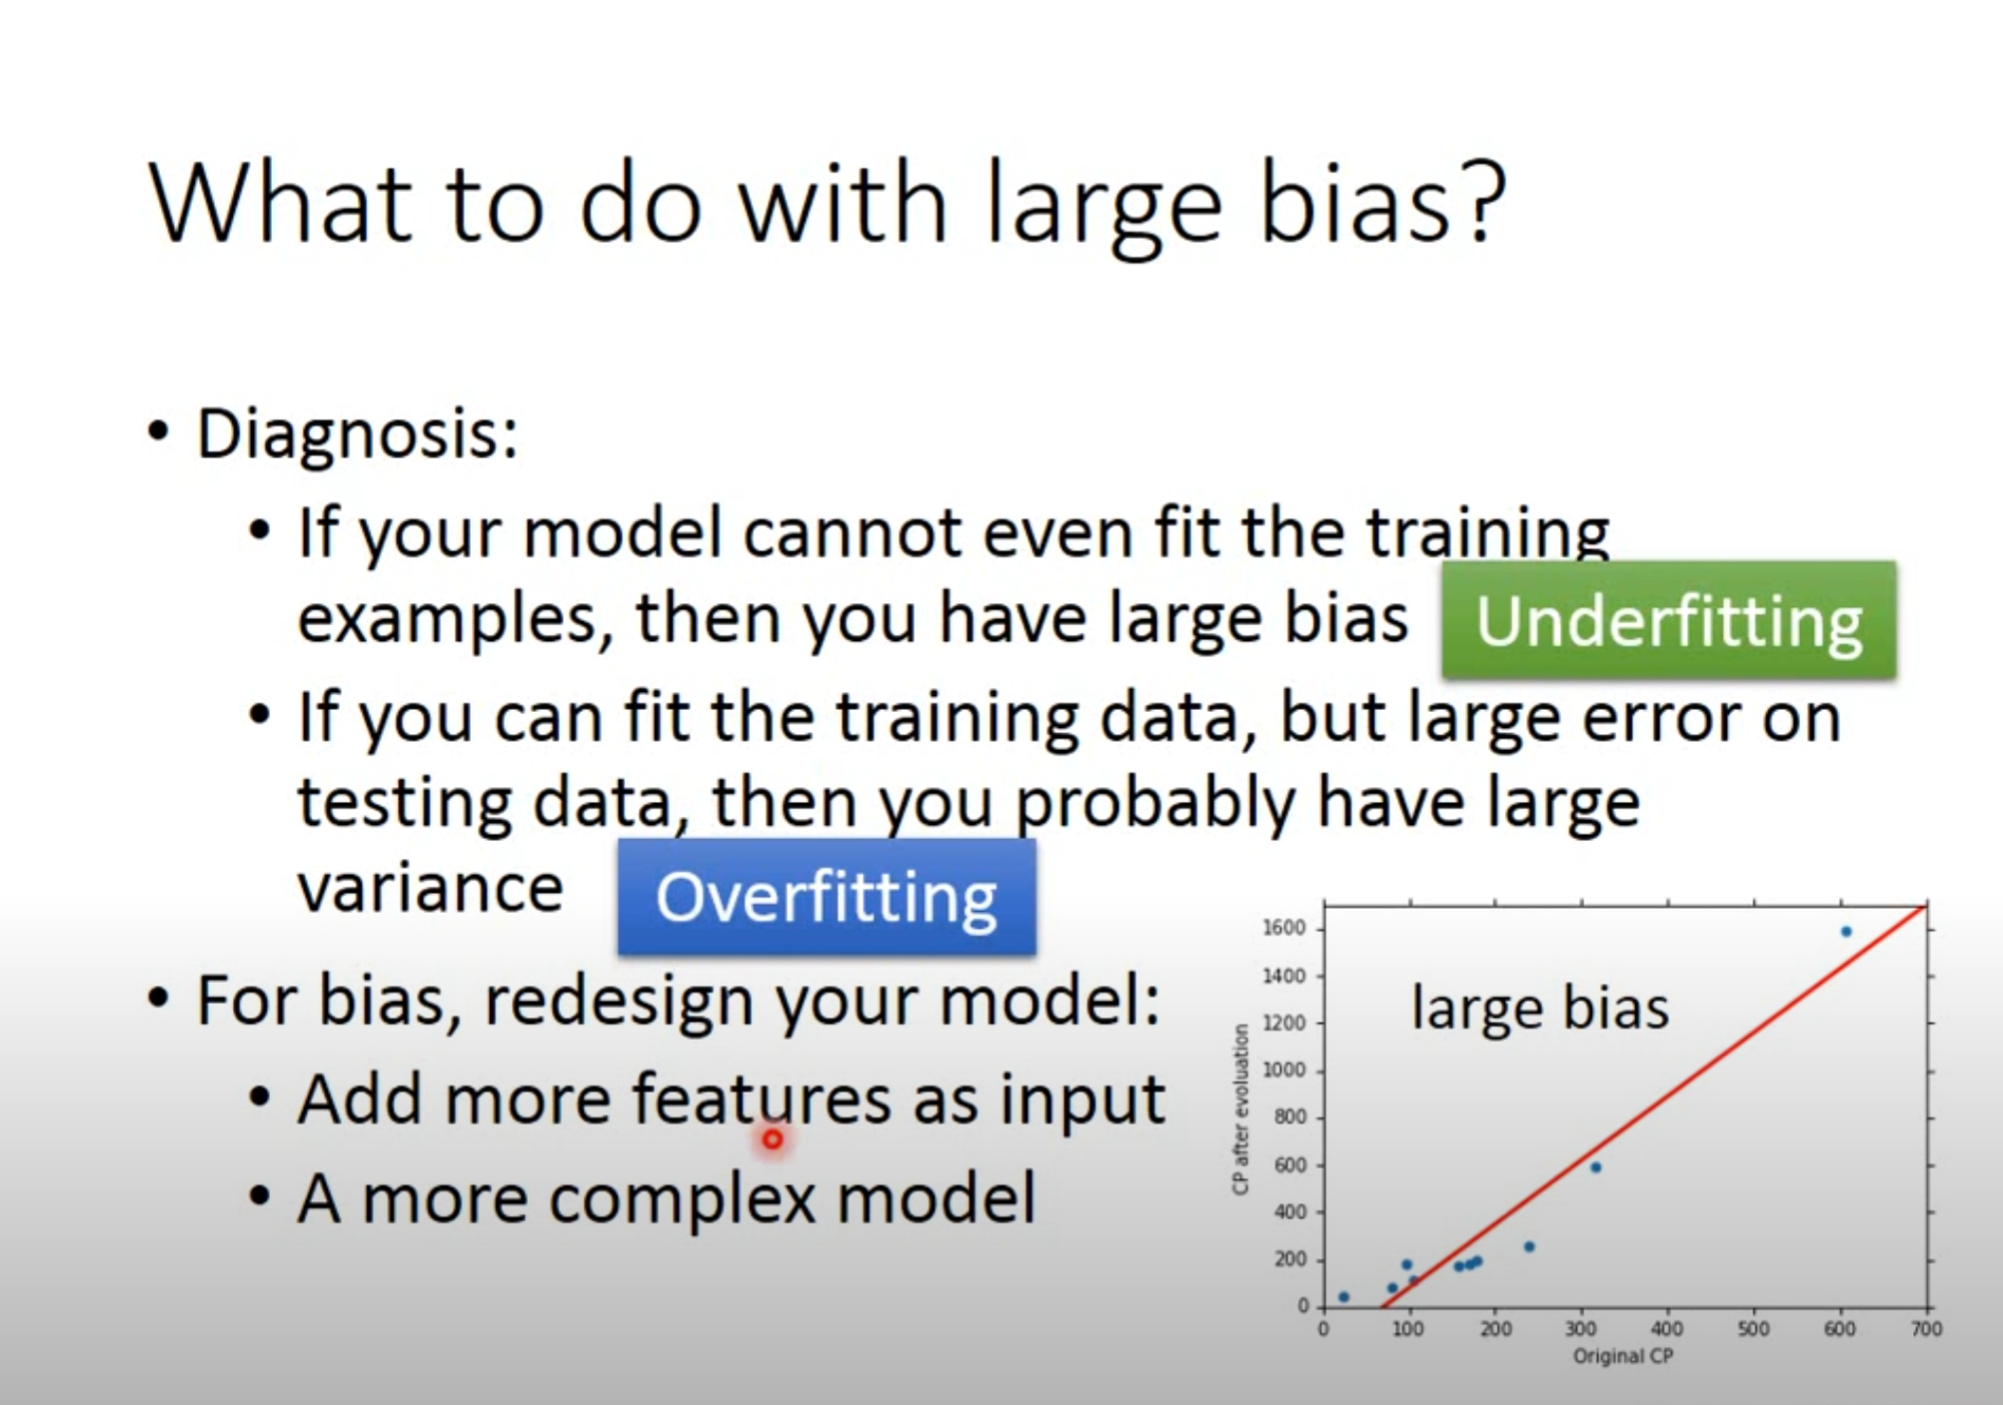 What to do with large bias?
• Diagnosis:
• If your model cannot even fit the training
examples, then you have large bias
Underfitting
• If you can fit the training data, but large error on
testing data, then you probably have large
variance
Overfitting
• For bias, redesign your model:
• Add more features as input
• A more complex model
large bias
CP after evoluation
1600
1400
1200
1000
800
600
400
200
0
0 100 200 300 400 500 600 700
Original CP